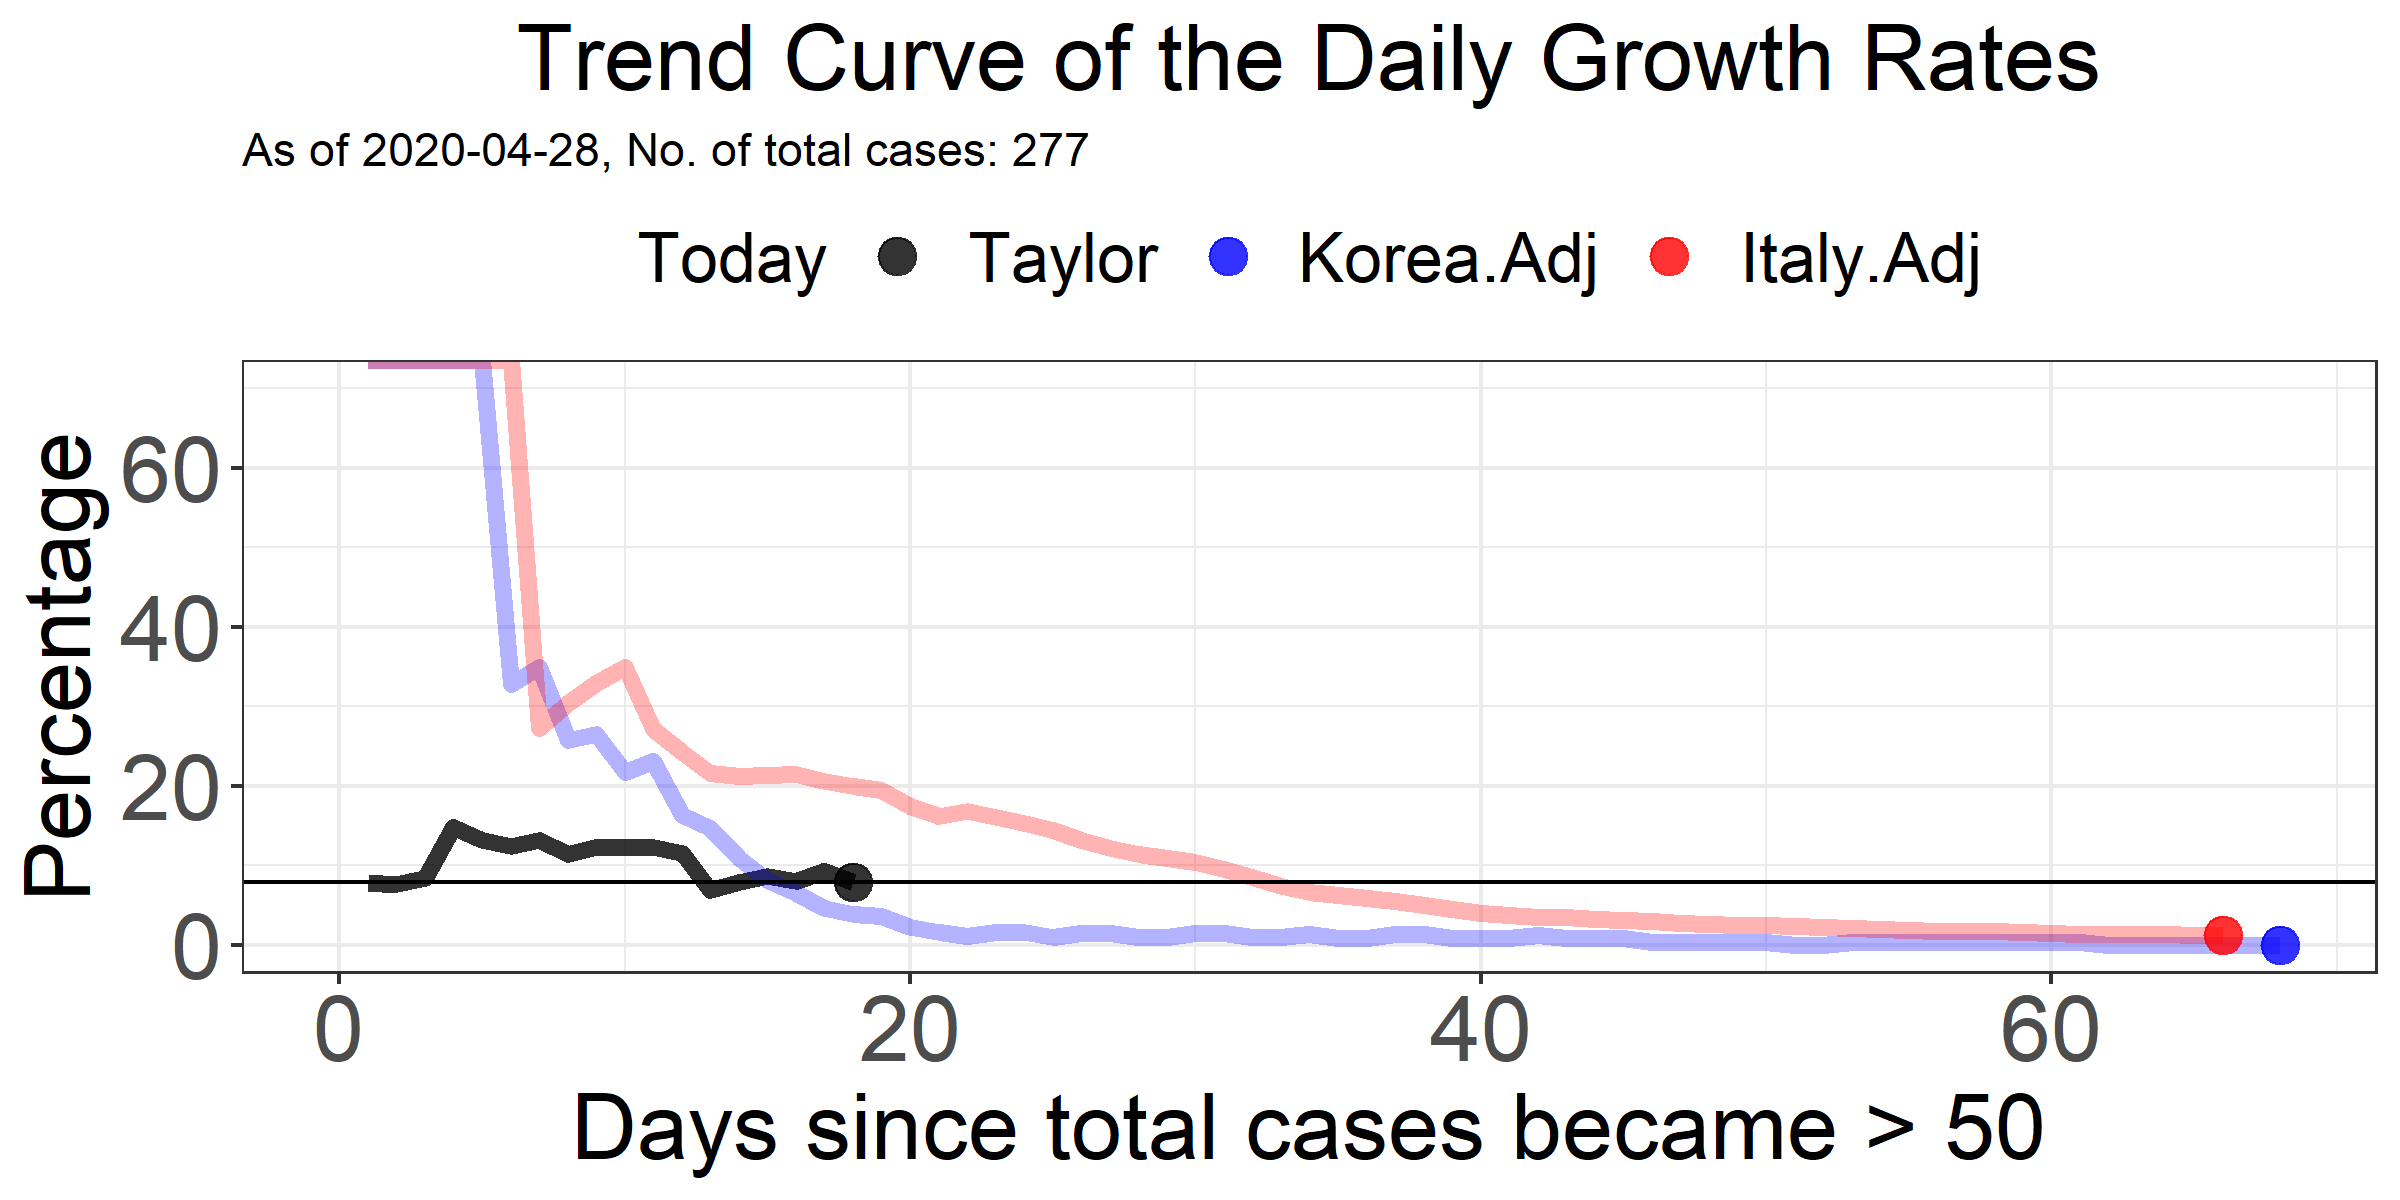 Trend Curve of the Daily Growth Rates
As of 2020-04-28, No. of total cases: 277
Today Taylor Korea.Adj Italy.Adj
Percentage
60
40
20
0
0 20 40 60
Days since total cases became > 50